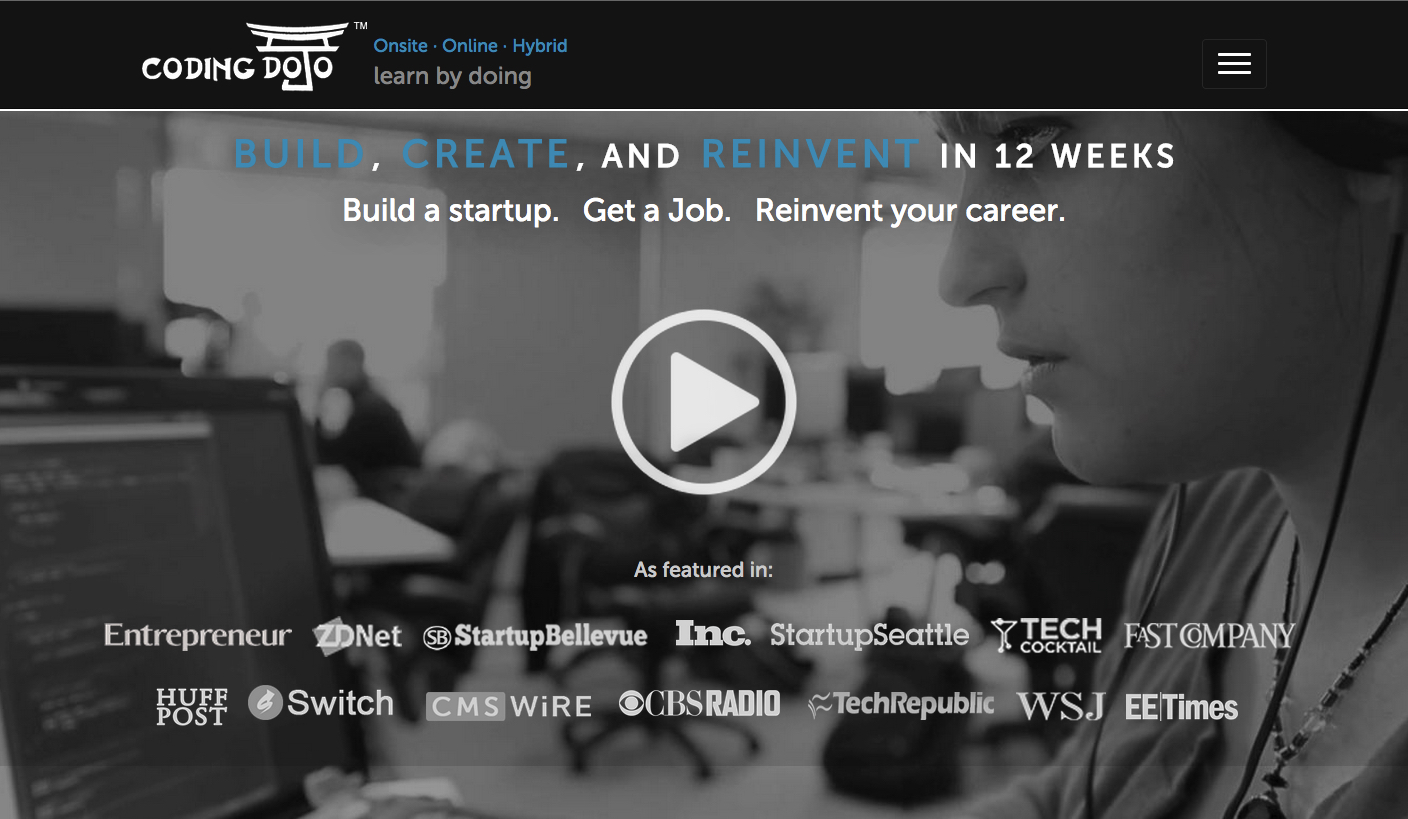 CODING DOJO TM
Onsite · Online · Hybrid
learn by doing
BUILD, CREATE, AND REINVENT IN 12 WEEKS
Build a startup. Get a Job. Reinvent your career.
As featured in:
Entrepreneur ZDNet SB StartupBellevue Inc. StartupSeattle TECH COCKTAIL FAST COMPANY
HUFF POST Switch CMS WiRE CBS RADIO TechRepublic WSJ EE Times